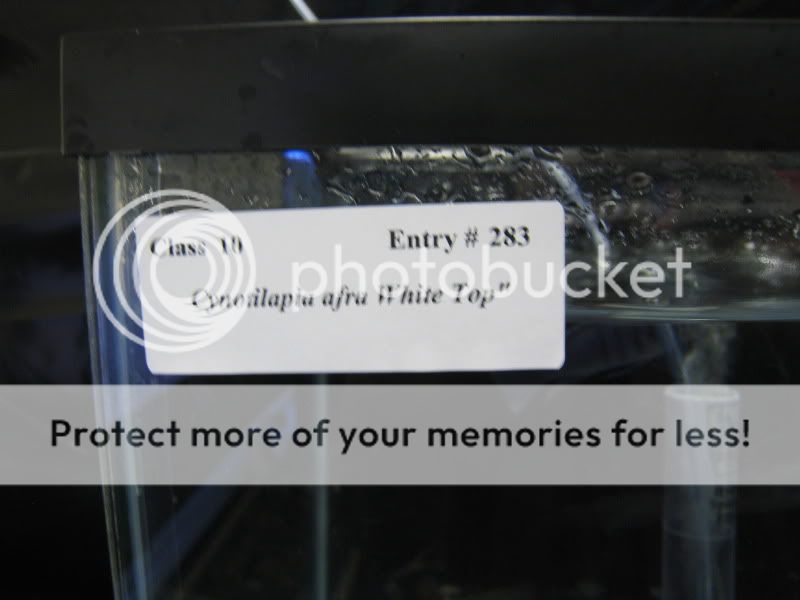 Class 10
Entry # 283
Cynotilapia afra White Top"
photobucket
Protect more of your memories for less!